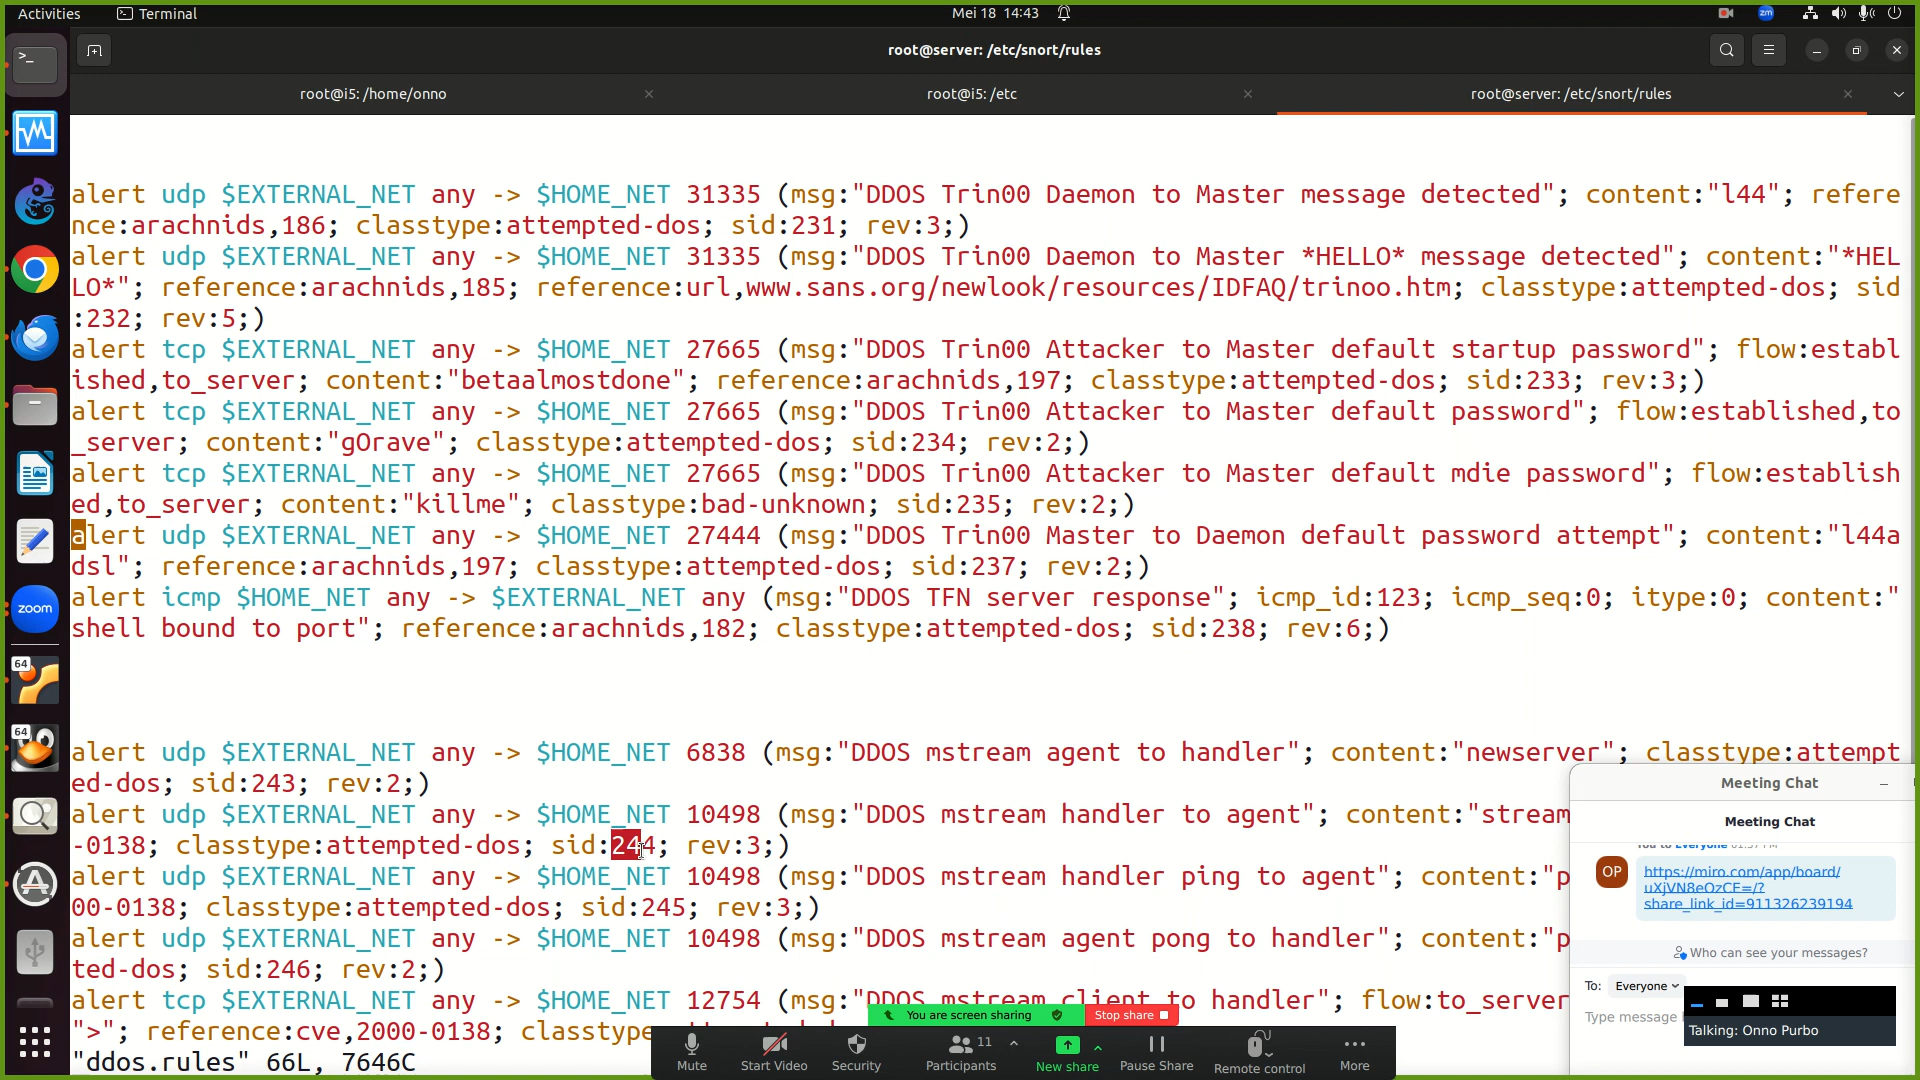 Activities Terminal Mei 18 14:43 zm
root@server: /etc/snort/rules
root@i5: /home/onno root@i5: /etc root@server: /etc/snort/rules
alert udp $EXTERNAL_NET any -> $HOME_NET 31335 (msg:"DDOS Trin00 Daemon to Master message detected"; content:"l44"; refere
nce:arachnids,186; classtype:attempted-dos; sid:231; rev:3;)
alert udp $EXTERNAL_NET any -> $HOME_NET 31335 (msg:"DDOS Trin00 Daemon to Master *HELLO* message detected"; content:"*HEL
LO*"; reference:arachnids,185; reference:url,www.sans.org/newlook/resources/IDFAQ/trinoo.htm; classtype:attempted-dos; sid
:232; rev:5;)
alert tcp $EXTERNAL_NET any -> $HOME_NET 27665 (msg:"DDOS Trin00 Attacker to Master default startup password"; flow:establ
ished,to_server; content:"betaalmostdone"; reference:arachnids,197; classtype:attempted-dos; sid:233; rev:3;)
alert tcp $EXTERNAL_NET any -> $HOME_NET 27665 (msg:"DDOS Trin00 Attacker to Master default password"; flow:established,to
_server; content:"gOrave"; classtype:attempted-dos; sid:234; rev:2;)
alert tcp $EXTERNAL_NET any -> $HOME_NET 27665 (msg:"DDOS Trin00 Attacker to Master default mdie password"; flow:establish
ed,to_server; content:"killme"; classtype:bad-unknown; sid:235; rev:2;)
alert udp $EXTERNAL_NET any -> $HOME_NET 27444 (msg:"DDOS Trin00 Master to Daemon default password attempt"; content:"l44a
dsl"; reference:arachnids,197; classtype:attempted-dos; sid:237; rev:2;)
alert icmp $HOME_NET any -> $EXTERNAL_NET any (msg:"DDOS TFN server response"; icmp_id:123; icmp_seq:0; itype:0; content:"
shell bound to port"; reference:arachnids,182; classtype:attempted-dos; sid:238; rev:6;)
alert udp $EXTERNAL_NET any -> $HOME_NET 6838 (msg:"DDOS mstream agent to handler"; content:"newserver"; classtype:attempt
ed-dos; sid:243; rev:2;)
alert udp $EXTERNAL_NET any -> $HOME_NET 10498 (msg:"DDOS mstream handler to agent"; content:"stream
-0138; classtype:attempted-dos; sid:244; rev:3;)
alert udp $EXTERNAL_NET any -> $HOME_NET 10498 (msg:"DDOS mstream handler ping to agent"; content:"p
00-0138; classtype:attempted-dos; sid:245; rev:3;)
alert udp $EXTERNAL_NET any -> $HOME_NET 10498 (msg:"DDOS mstream agent pong to handler"; content:"p
ted-dos; sid:246; rev:2;)
alert tcp $EXTERNAL_NET any -> $HOME_NET 12754 (msg:"DDOS mstream client to handler"; flow:to_server
">"; reference:cve,2000-0138; classtype
"ddos.rules" 66L, 7646C
zoom
64
64
Meeting Chat
Meeting Chat
OP
https://miro.com/app/board/
uXjVN8eOzCE=/?
share_link_id=911326239194
Who can see your messages?
To: Everyone
Type message
Talking: Onno Purbo
You are screen sharing Stop share
Mute Start Video Security Participants 11 New share Pause Share Remote control More